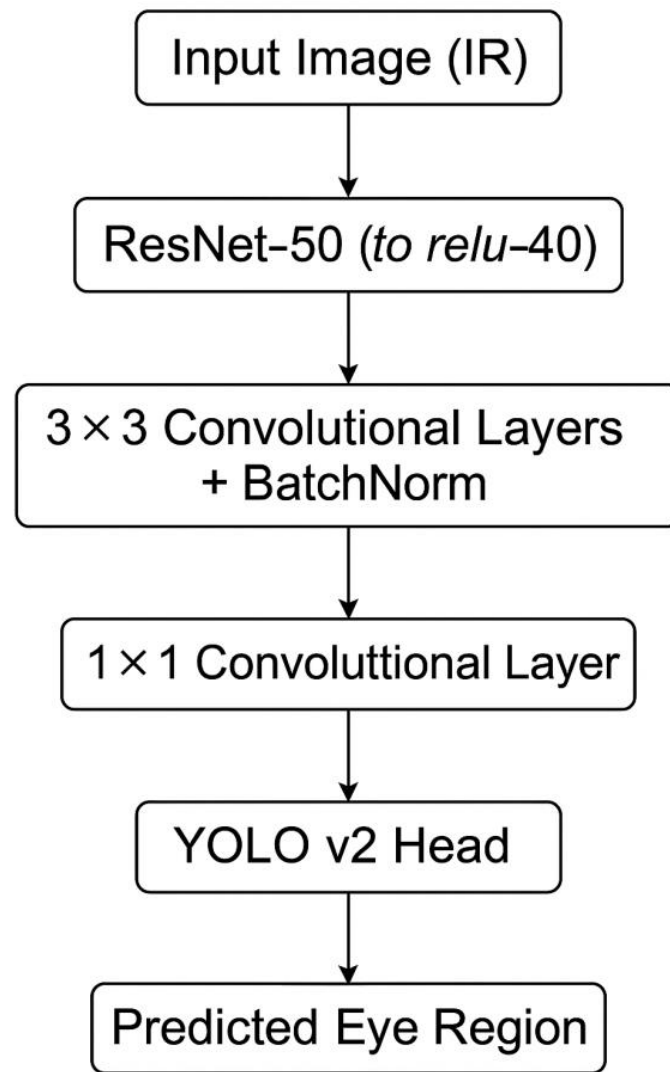 Input Image (IR)
ResNet-50 (to relu-40)
3 × 3 Convolutional Layers
+ BatchNorm
1 × 1 Convoluttional Layer
YOLO v2 Head
Predicted Eye Region